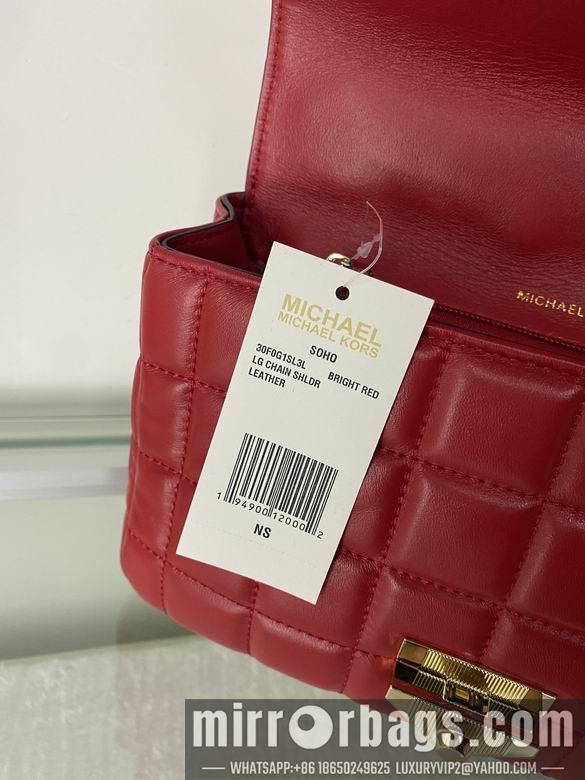 MICHAEL
MICHAEL KORS
SOHO
30F0G1SL3L BRIGHT RED
LG CHAIN SHLDR
LEATHER
1 94900 12000 2
NS
MICHAEL
mirrorbags.com
WHATSAPP:+86 18650249625 LUXURYVIP2@YAHOO.COM